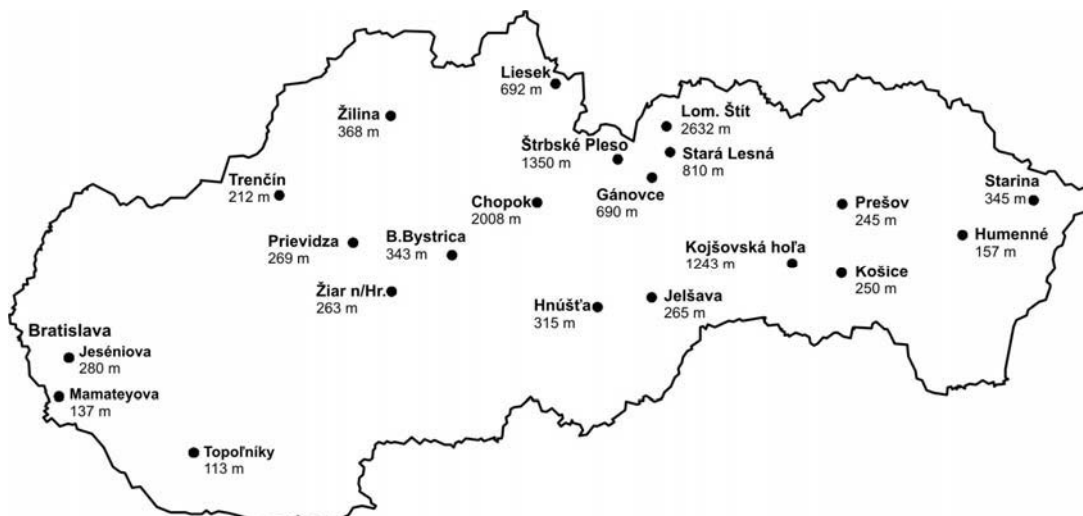 Liesek
692 m
Žilina
368 m
Lom. Štít
2632 m
Štrbské Pleso
1350 m
Stará Lesná
810 m
Trenčín
212 m
Gánovce
690 m
Chopok
2008 m
Starina
345 m
Prešov
245 m
Prievidza
269 m
B.Bystrica
343 m
Humenné
157 m
Kojšovská hoľa
1243 m
Košice
250 m
Žiar n/Hr.
263 m
Hnúšťa
315 m
Jelšava
265 m
Bratislava
Jeséniova
280 m
Mamateyova
137 m
Topoľníky
113 m